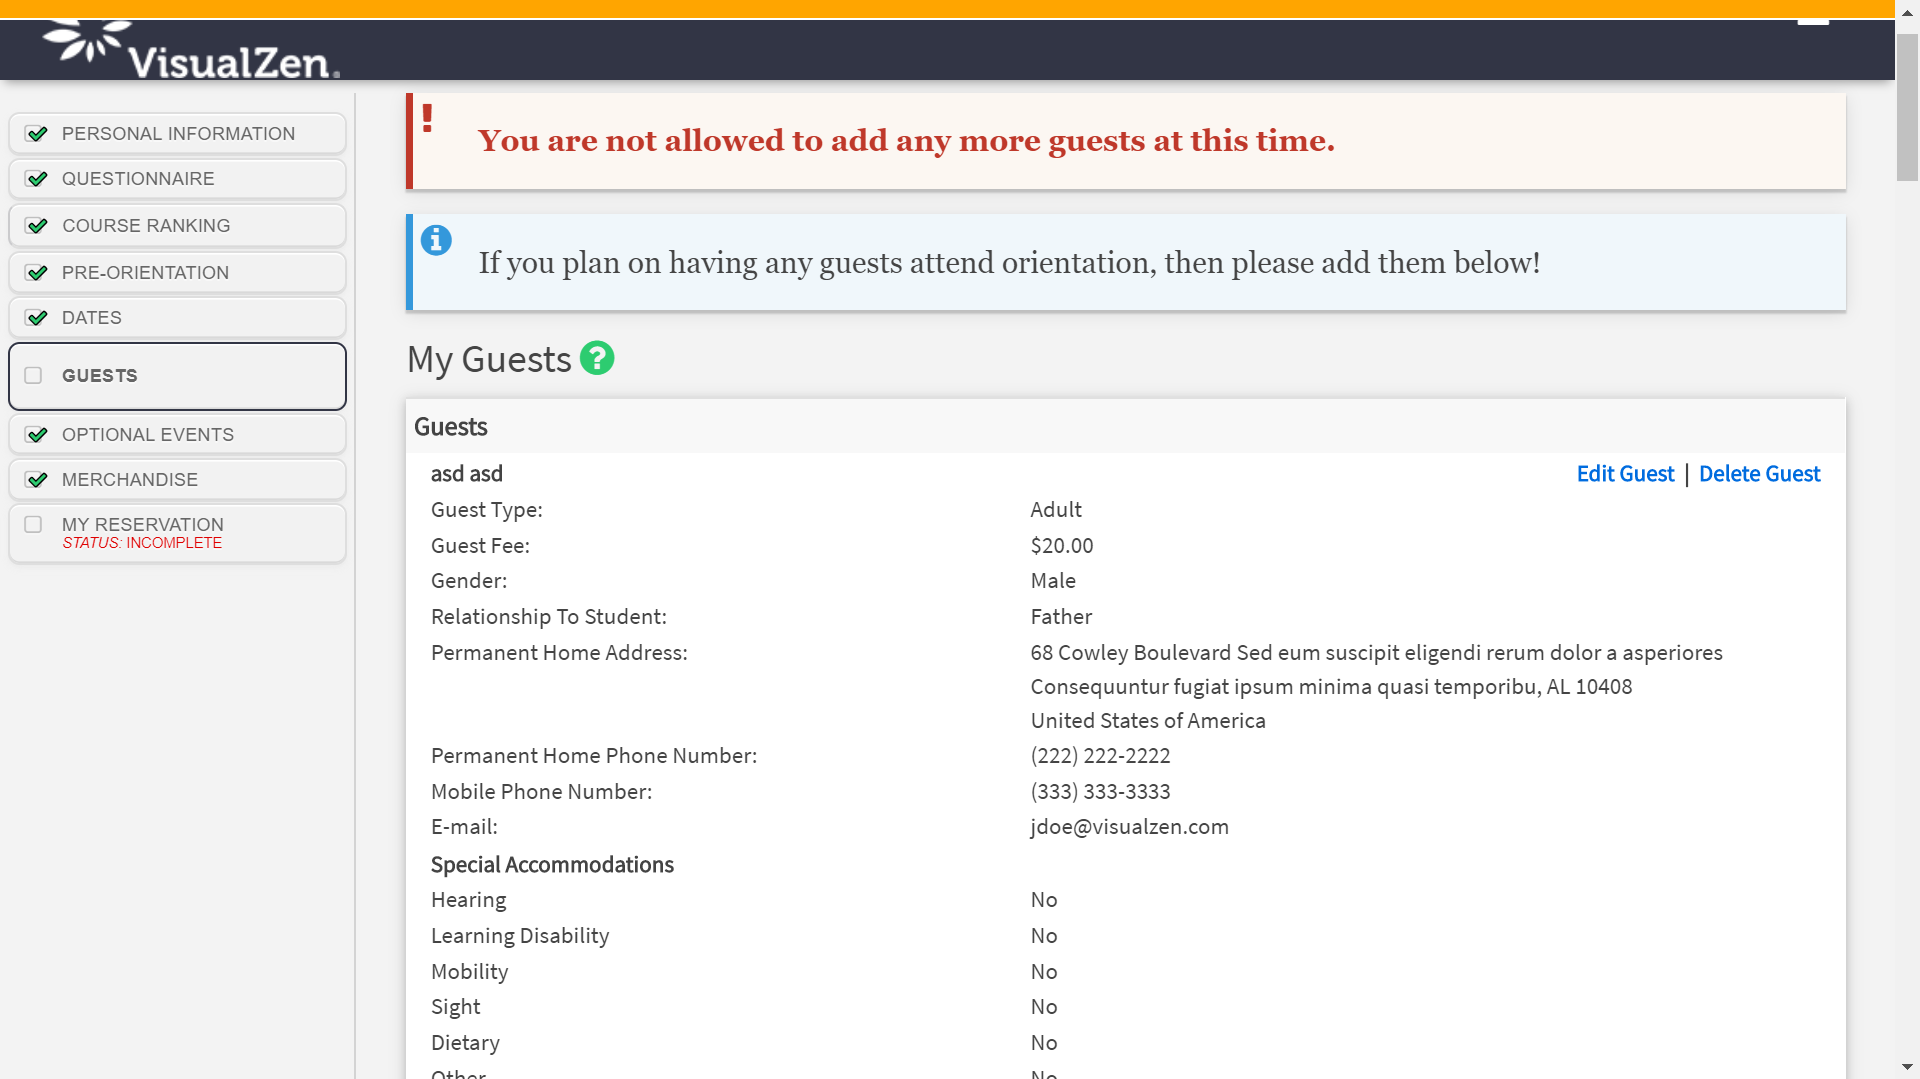 VisualZen
PERSONAL INFORMATION
QUESTIONNAIRE
COURSE RANKING
PRE-ORIENTATION
DATES
GUESTS
OPTIONAL EVENTS
MERCHANDISE
MY RESERVATION
STATUS: INCOMPLETE
You are not allowed to add any more guests at this time.
If you plan on having any guests attend orientation, then please add them below!
My Guests ?
Guests
asd asd Edit Guest | Delete Guest
Guest Type: Adult
Guest Fee: $20.00
Gender: Male
Relationship To Student: Father
Permanent Home Address: 68 Cowley Boulevard Sed eum suscipit eligendi rerum dolor a asperiores
Consequuntur fugiat ipsum minima quasi temporibu, AL 10408
United States of America
Permanent Home Phone Number: (222) 222-2222
Mobile Phone Number: (333) 333-3333
E-mail: jdoe@visualzen.com
Special Accommodations
Hearing No
Learning Disability No
Mobility No
Sight No
Dietary No
Other No